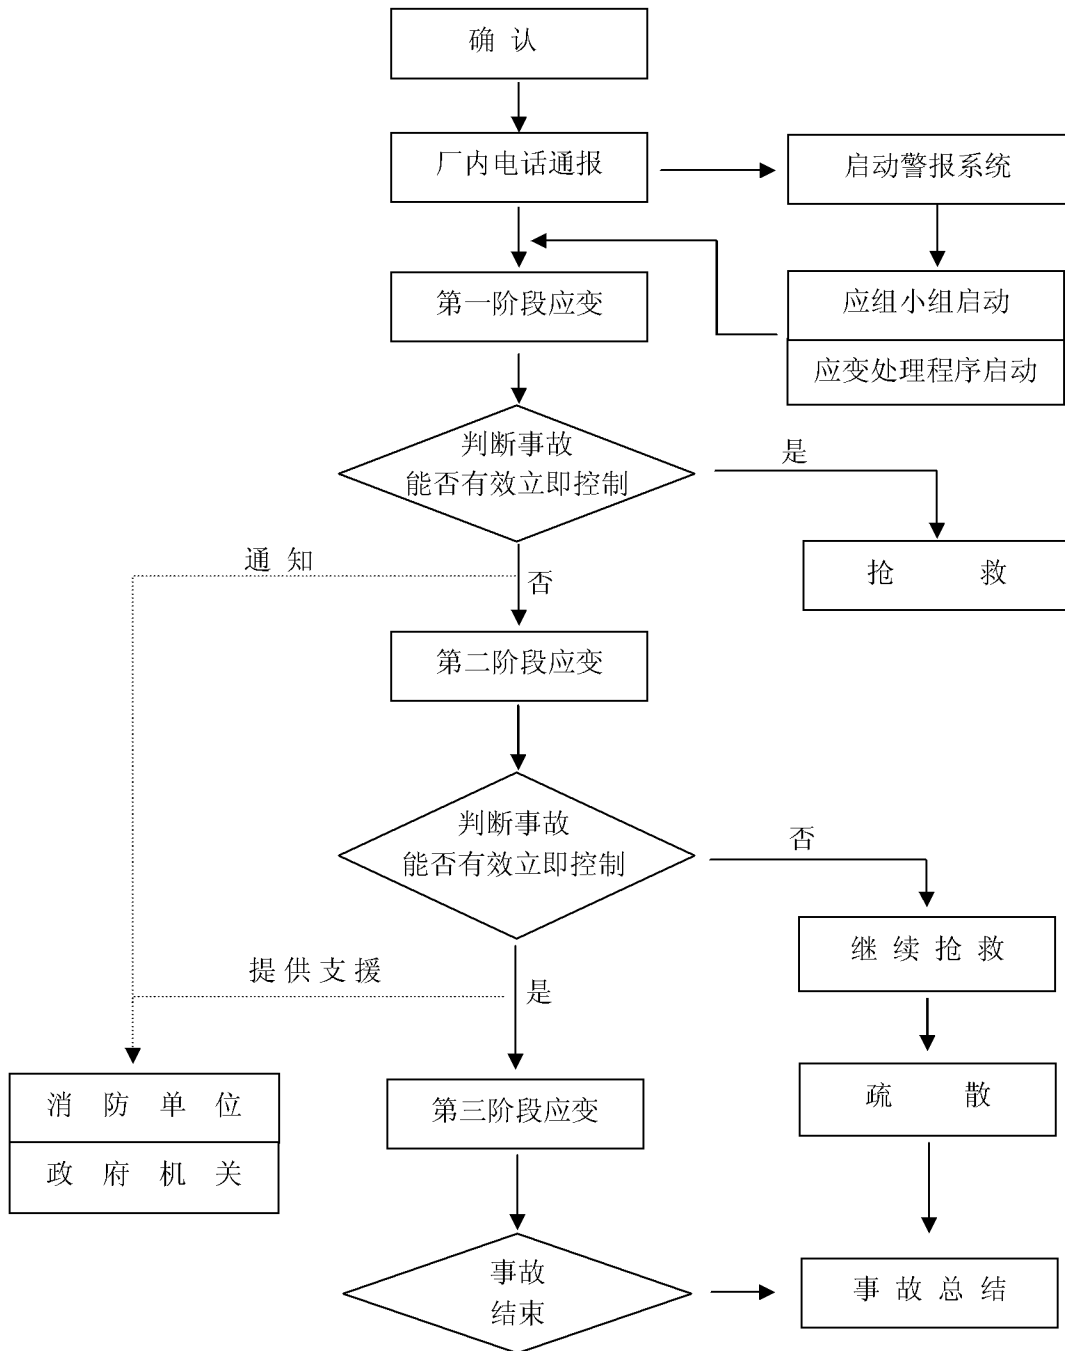 确 认
厂内电话通报
启动警报系统
第一阶段应变
应组小组启动
应变处理程序启动
判断事故
能否有效立即控制
是
抢 救
通 知
否
第二阶段应变
判断事故
能否有效立即控制
否
继 续 抢 救
提 供 支 援
是
消 防 单 位
政 府 机 关
第三阶段应变
疏 散
事故
结束
事 故 总 结